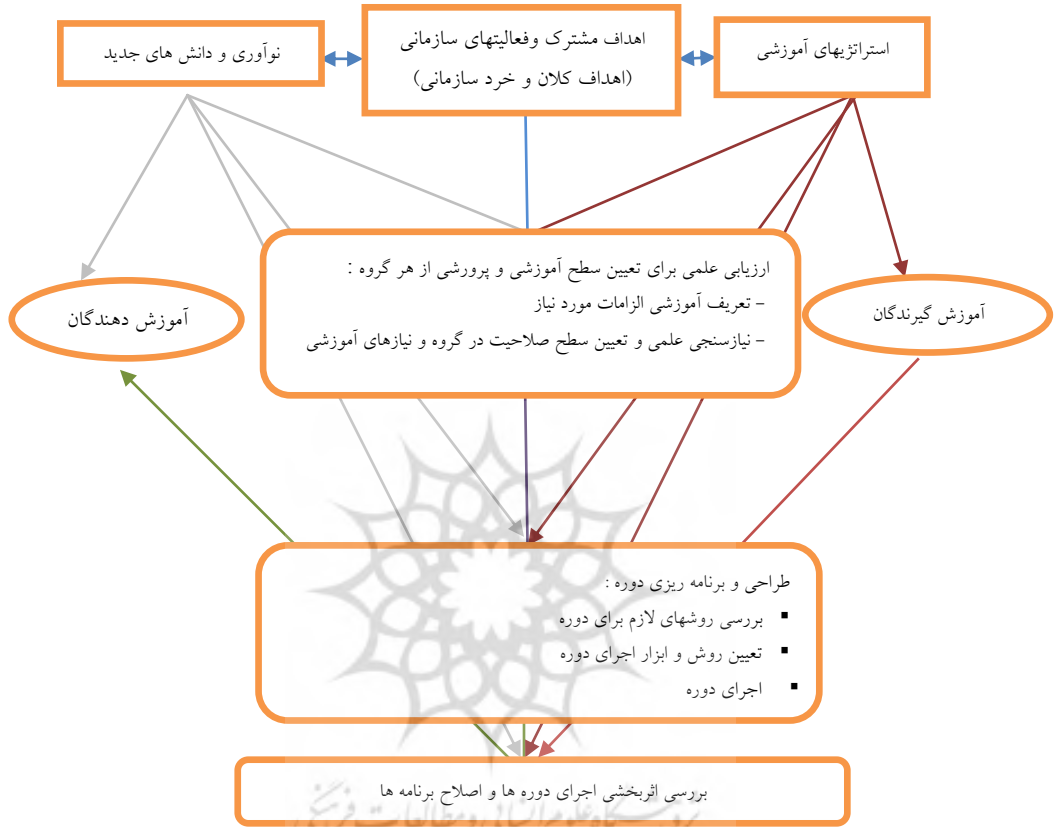 اهداف مشترک وفعالیتهای سازمانی
(اهداف کلان و خرد سازمانی)
استراتژیهای آموزشی
نوآوری و دانش های جدید
ارزیابی علمی برای تعیین سطح آموزشی و پرورشی از هر گروه :
- تعریف آموزشی الزامات مورد نیاز
- نیازسنجی علمی و تعیین سطح صلاحیت در گروه و نیازهای آموزشی
آموزش گیرندگان
آموزش دهندگان
طراحی و برنامه ریزی دوره :
▪ بررسی روشهای لازم برای دوره
▪ تعیین روش و ابزار اجرای دوره
▪ اجرای دوره
بررسی اثربخشی اجرای دوره ها و اصلاح برنامه ها